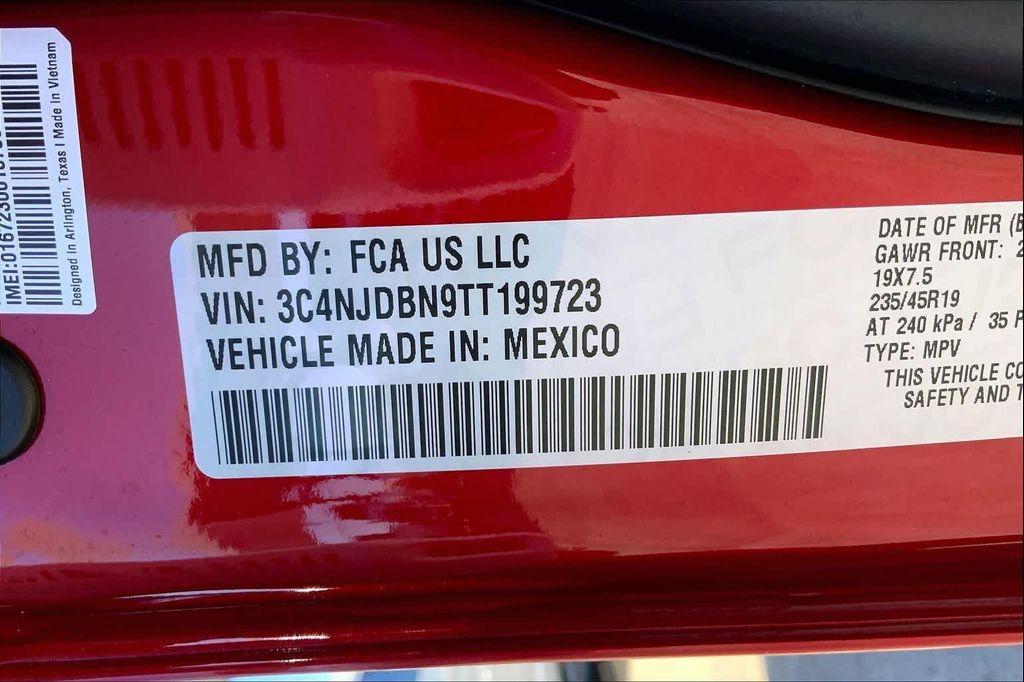 MFD BY: FCA US LLC
VIN: 3C4NJDBN9TT199723
VEHICLE MADE IN: MEXICO
DATE OF MFR
GAWR FRONT:
19X7.5
235/45R19
AT 240 kPa / 35
TYPE: MPV
THIS VEHICLE
SAFETY AND
Designed in Arlington, Texas | Made in Vietnam